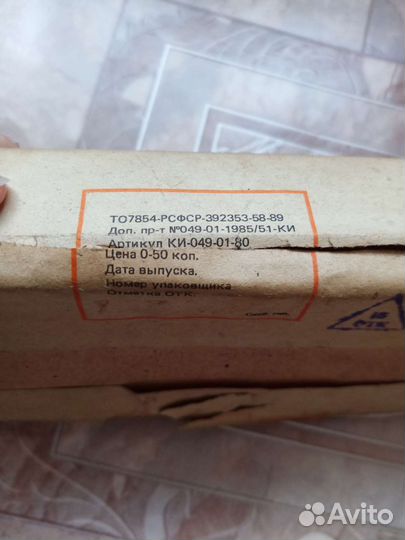 ТО7854-РСФСР-392353-58-89
Доп. пр-т №049-01-1985/51-КИ
Артикул КИ-049-01-80
Цена 0-50 коп.
Дата выпуска.
Номер упаковщика
Отметка ОТК.
ОТК
Avito